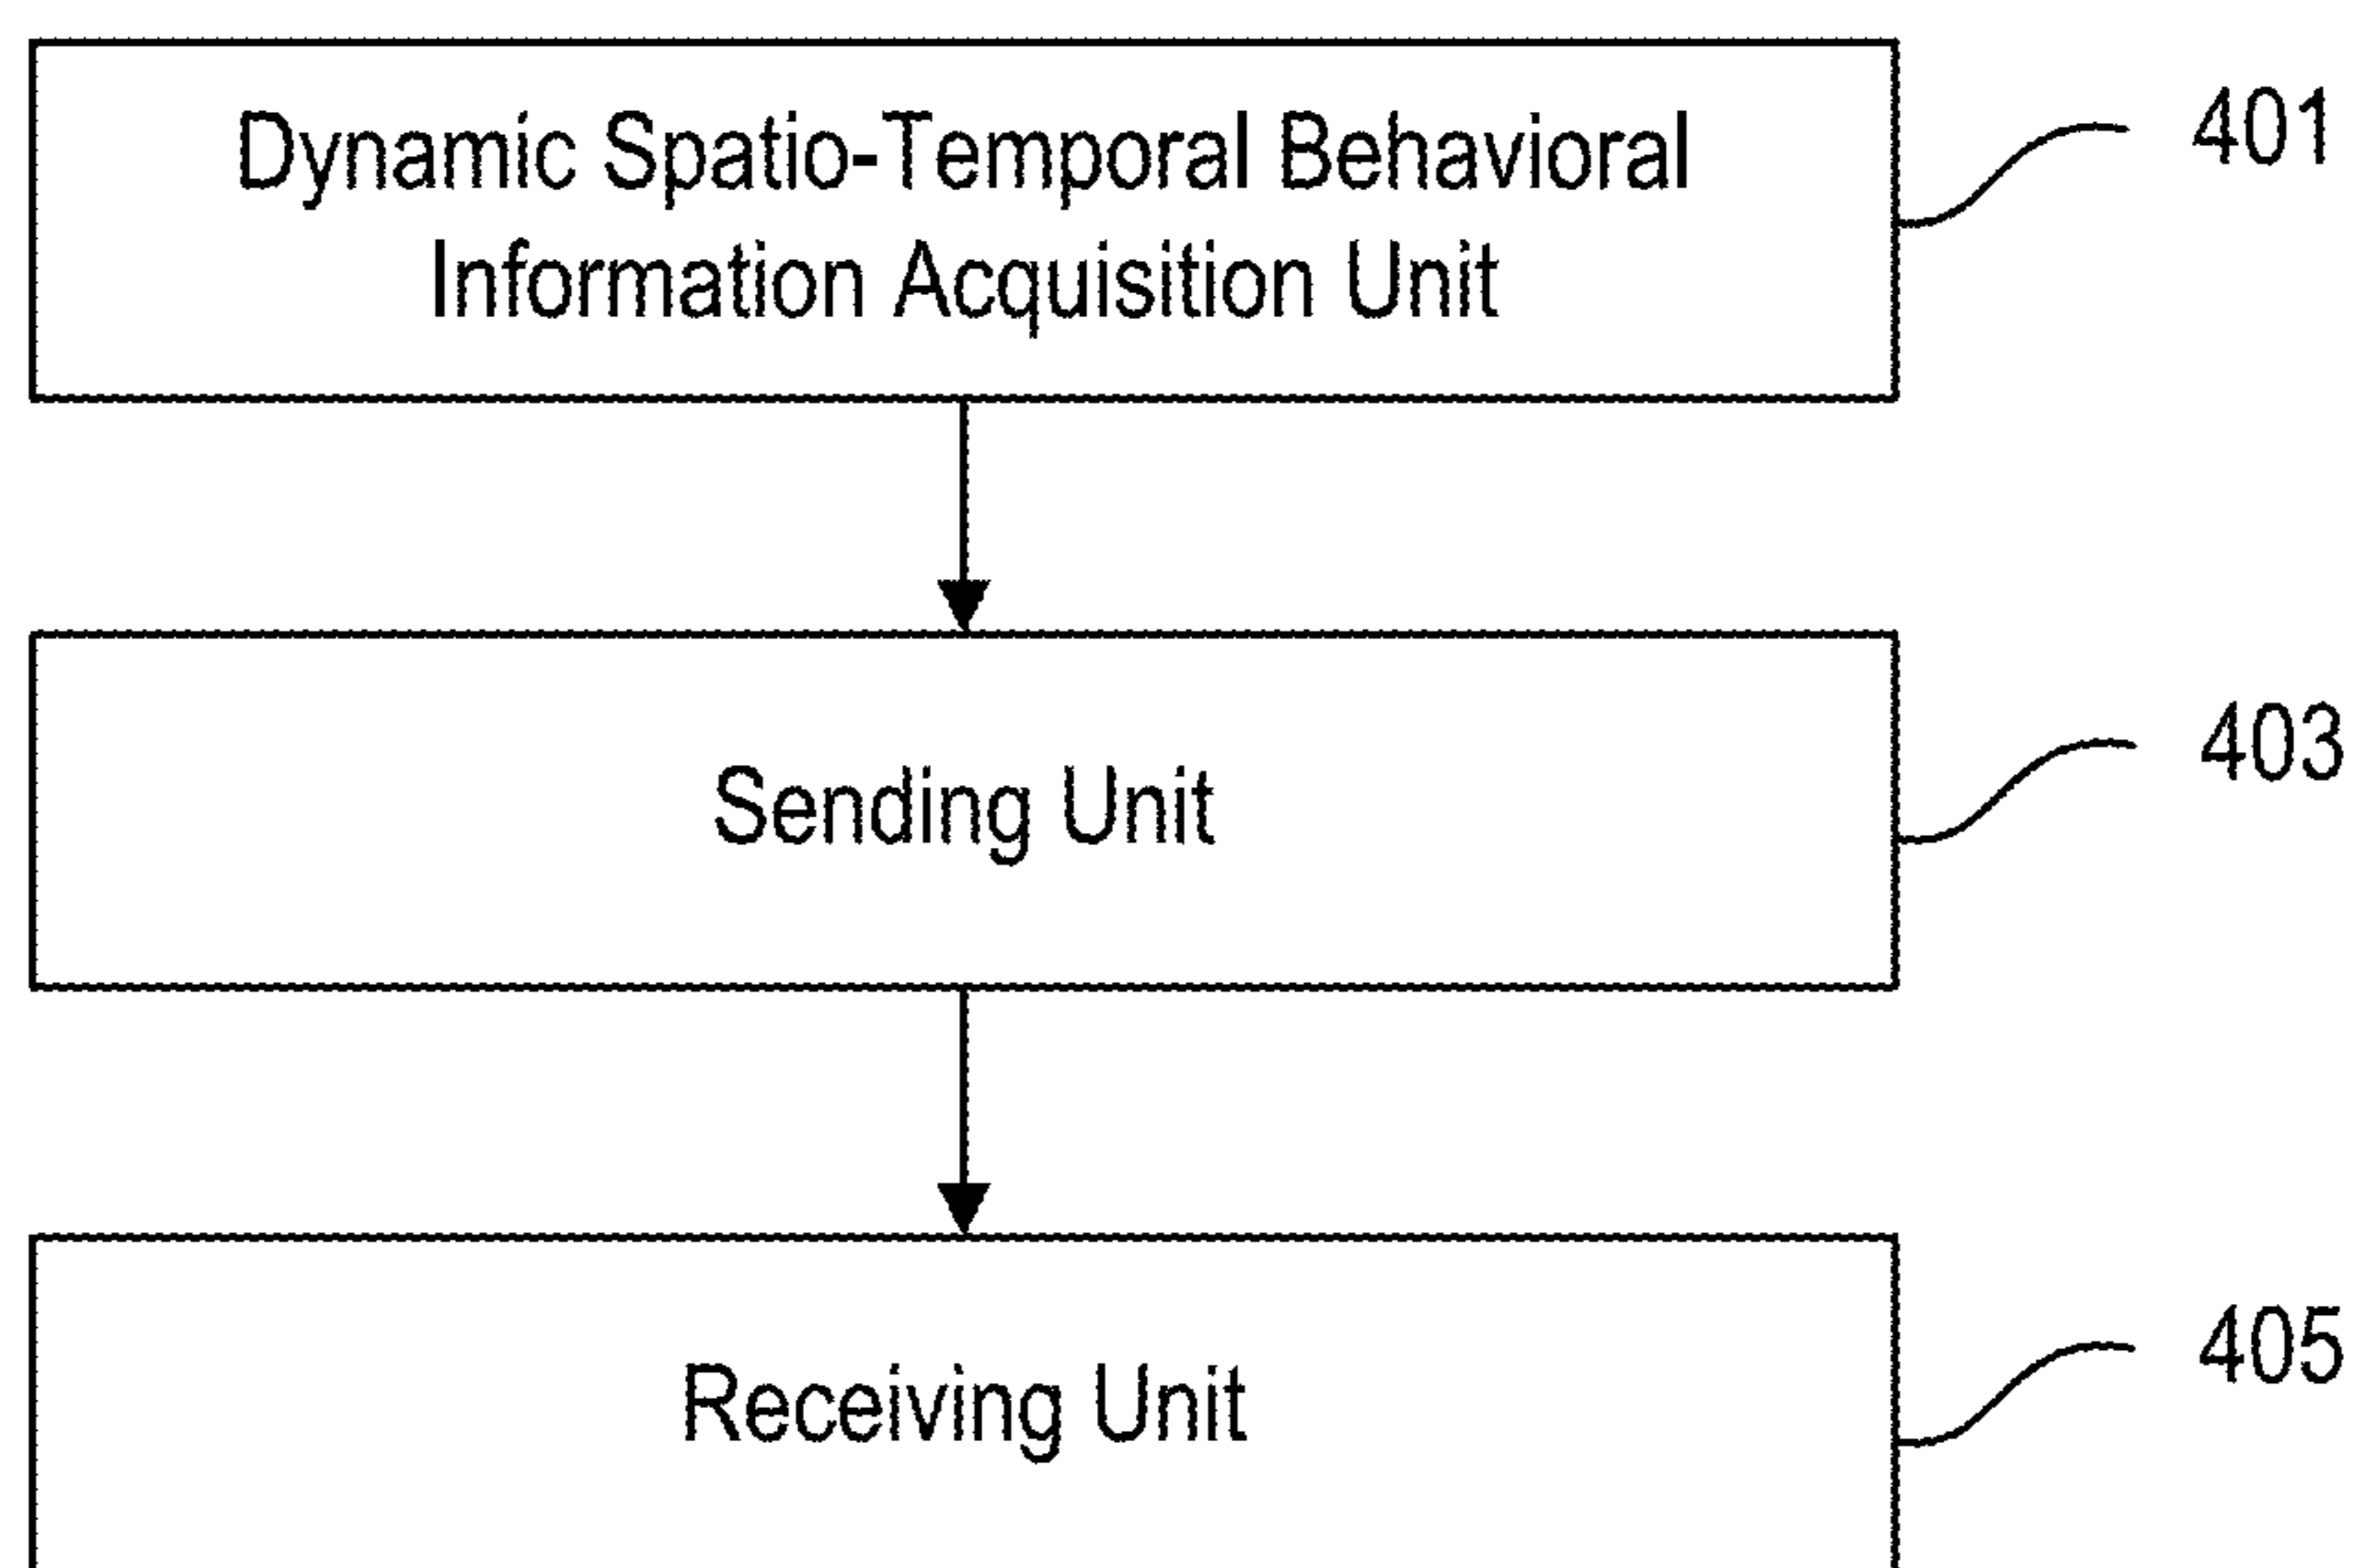 Dynamic Spatio-Temporal Behavioral
Information Acquisition Unit
401
Sending Unit
403
Receiving Unit
405